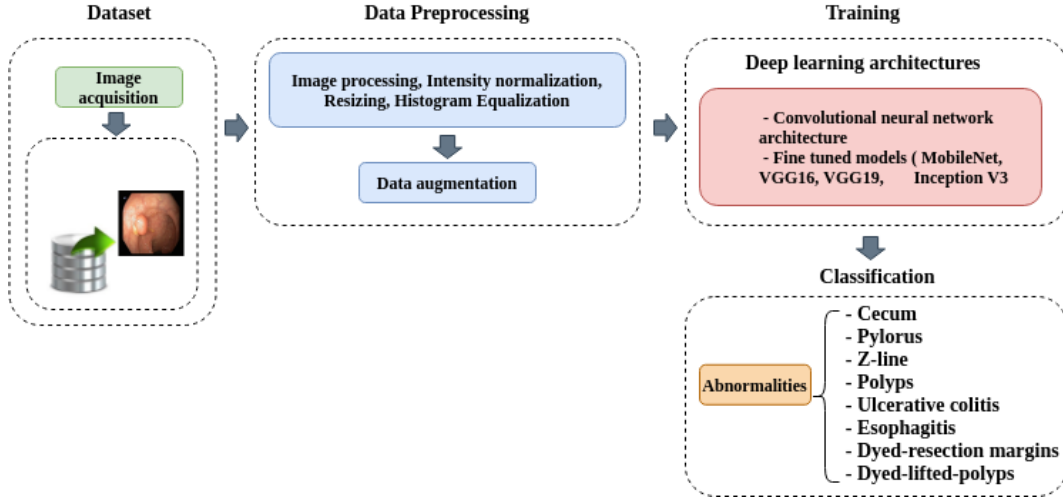 Dataset
Image
acquisition
Data Preprocessing
Image processing, Intensity normalization,
Resizing, Histogram Equalization
Data augmentation
Training
Deep learning architectures
- Convolutional neural network
architecture
- Fine tuned models ( MobileNet,
VGG16, VGG19, Inception V3
Classification
Abnormalities
- Cecum
- Pylorus
- Z-line
- Polyps
- Ulcerative colitis
- Esophagitis
- Dyed-resection margins
- Dyed-lifted-polyps